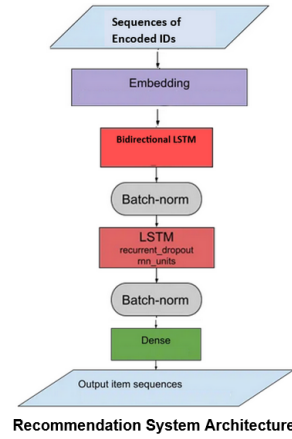 Sequences of
Encoded IDs
Embedding
Bidirectional LSTM
Batch-norm
LSTM
recurrent_dropout
rnn_units
Batch-norm
Dense
Output item sequences
Recommendation System Architecture